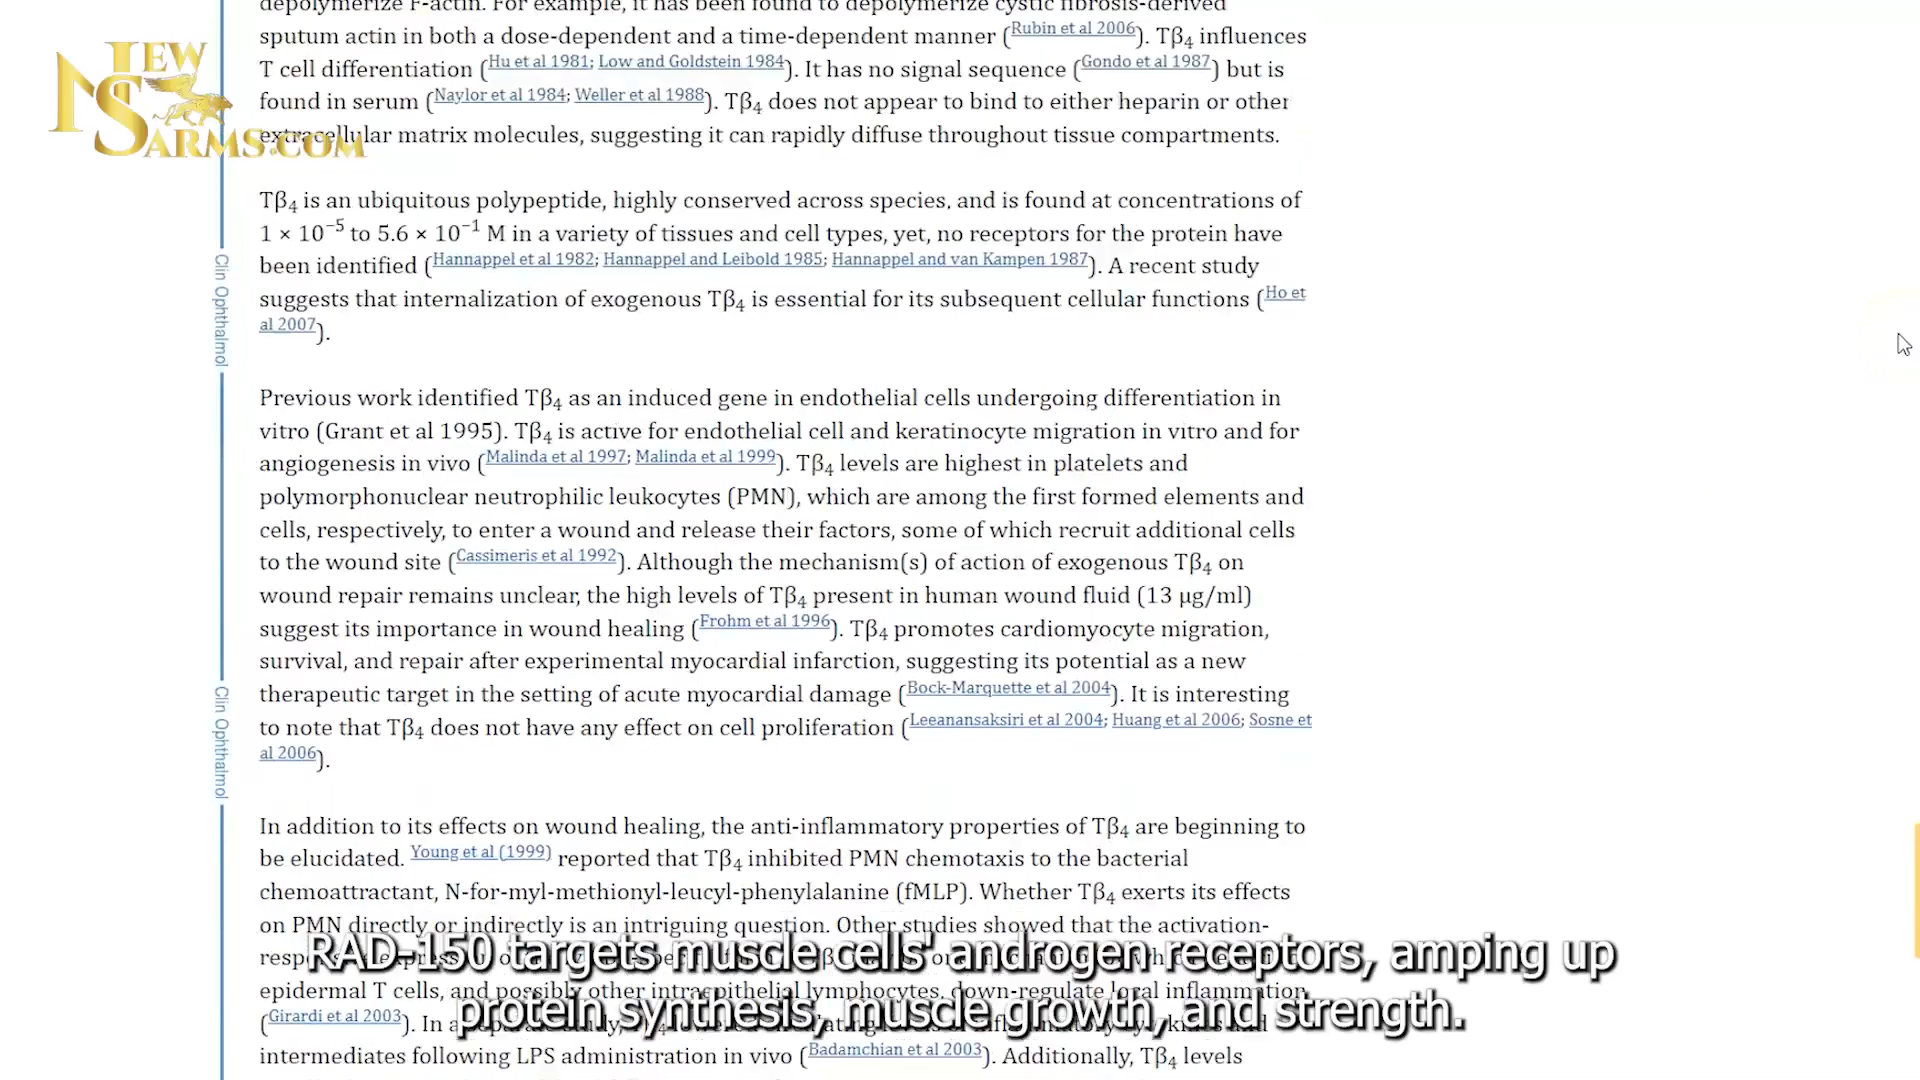 depolymerize F-actin. For example, it has been found to depolymerize cystic fibrosis-derived
sputum actin in both a dose-dependent and a time-dependent manner (Rubin et al 2006). Tβ4 influences
T cell differentiation (Hu et al 1981; Low and Goldstein 1984). It has no signal sequence (Gondo et al 1987) but is
found in serum (Naylor et al 1984; Weller et al 1988). Tβ4 does not appear to bind to either heparin or other
extracellular matrix molecules, suggesting it can rapidly diffuse throughout tissue compartments.
NEW
SARMS.COM
Tβ4 is an ubiquitous polypeptide, highly conserved across species, and is found at concentrations of
1 × 10−5 to 5.6 × 10−1 M in a variety of tissues and cell types, yet, no receptors for the protein have
been identified (Hannappel et al 1982; Hannappel and Leibold 1985; Hannappel and van Kampen 1987). A recent study
suggests that internalization of exogenous Tβ4 is essential for its subsequent cellular functions (Ho et
al 2007).
Clin Ophthalmol
Previous work identified Tβ4 as an induced gene in endothelial cells undergoing differentiation in
vitro (Grant et al 1995). Tβ4 is active for endothelial cell and keratinocyte migration in vitro and for
angiogenesis in vivo (Malinda et al 1997; Malinda et al 1999). Tβ4 levels are highest in platelets and
polymorphonuclear neutrophilic leukocytes (PMN), which are among the first formed elements and
cells, respectively, to enter a wound and release their factors, some of which recruit additional cells
to the wound site (Cassimeris et al 1992). Although the mechanism(s) of action of exogenous Tβ4 on
wound repair remains unclear, the high levels of Tβ4 present in human wound fluid (13 μg/ml)
suggest its importance in wound healing (Frohm et al 1996). Tβ4 promotes cardiomyocyte migration,
survival, and repair after experimental myocardial infarction, suggesting its potential as a new
therapeutic target in the setting of acute myocardial damage (Bock-Marquette et al 2004). It is interesting
to note that Tβ4 does not have any effect on cell proliferation (Leeanansaksiri et al 2004; Huang et al 2006; Sosne et
al 2006).
Clin Ophthalmol
In addition to its effects on wound healing, the anti-inflammatory properties of Tβ4 are beginning to
be elucidated. Young et al (1999) reported that Tβ4 inhibited PMN chemotaxis to the bacterial
chemoattractant, N-for-myl-methionyl-leucyl-phenylalanine (fMLP). Whether Tβ4 exerts its effects
on PMN directly or indirectly is an intriguing question. Other studies showed that the activation-
epidermal T cells, and possibly other intraepithelial lymphocytes, down-regulate local inflammation
(Girardi et al 2003). In a
intermediates following LPS administration in vivo (Badamchian et al 2003). Additionally, Tβ4 levels
RAD-150 targets muscle cells' androgen receptors, amping up
protein synthesis, muscle growth, and strength.